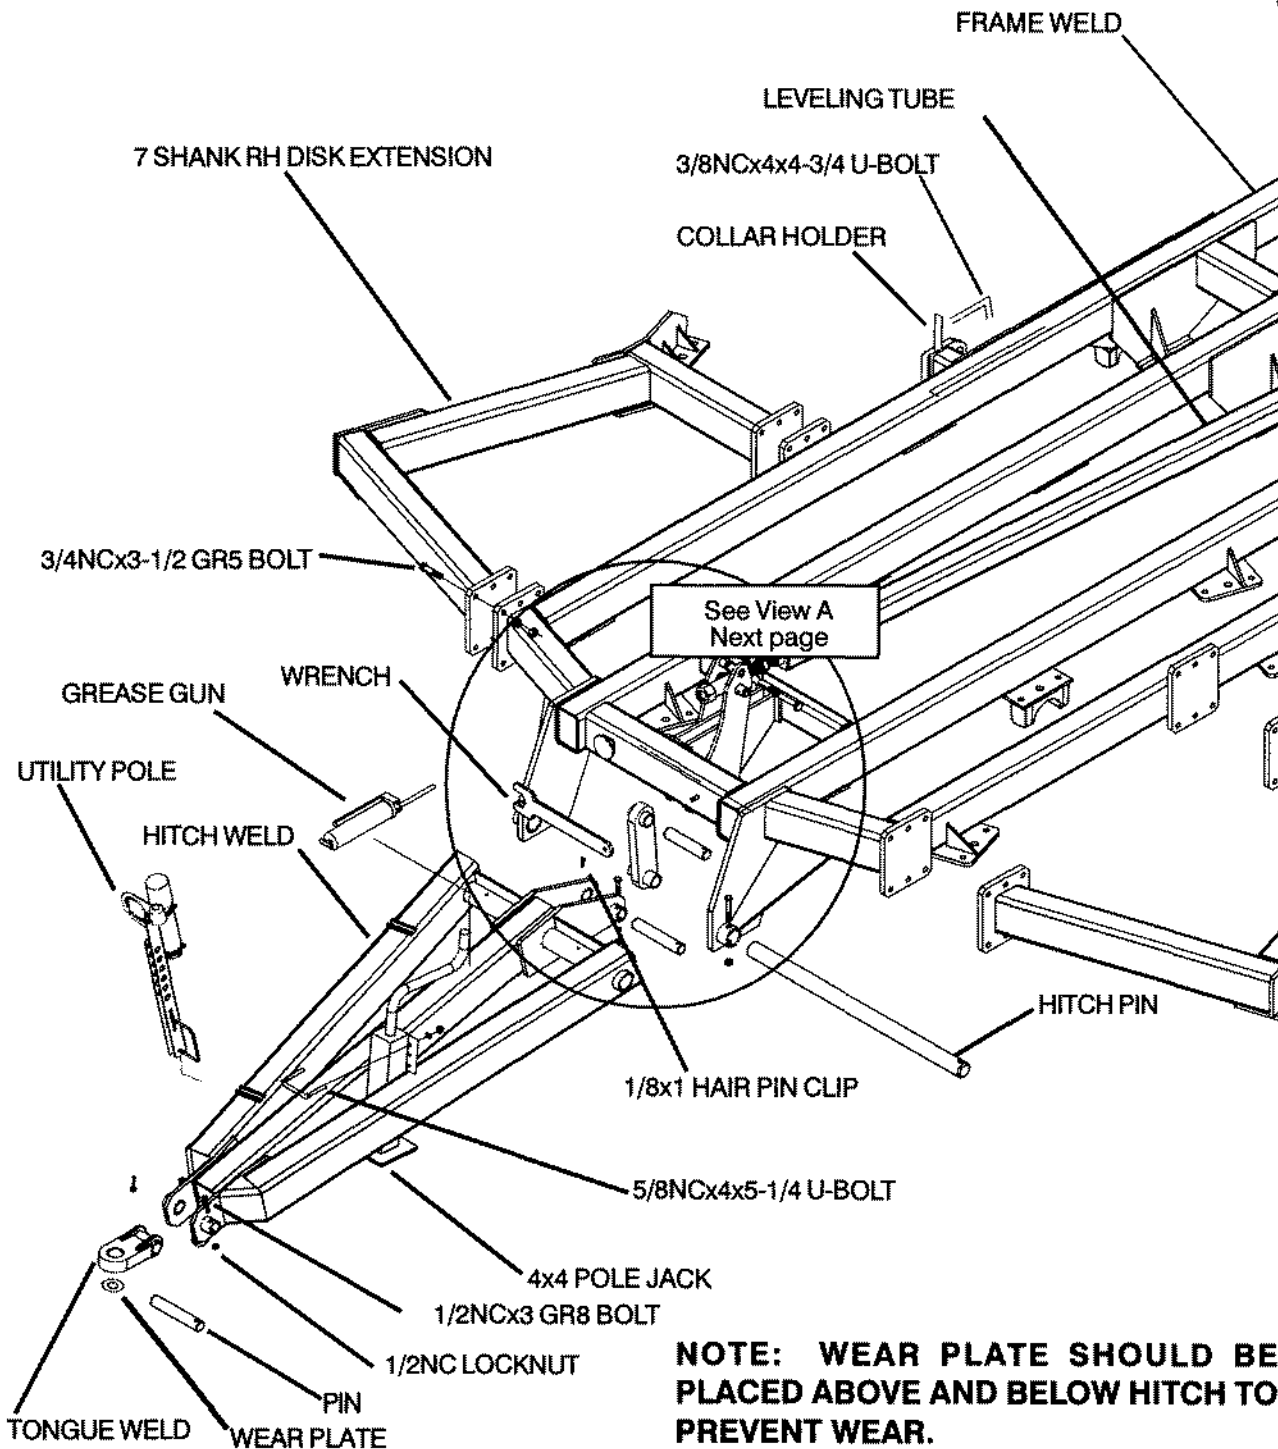 FRAME WELD
LEVELING TUBE
7 SHANK RH DISK EXTENSION
3/8NCx4x4-3/4 U-BOLT
COLLAR HOLDER
3/4NCx3-1/2 GR5 BOLT
See View A
Next page
WRENCH
GREASE GUN
UTILITY POLE
HITCH WELD
HITCH PIN
1/8x1 HAIR PIN CLIP
5/8NCx4x5-1/4 U-BOLT
4x4 POLE JACK
1/2NCx3 GR8 BOLT
1/2NC LOCKNUT
PIN
TONGUE WELD
WEAR PLATE
NOTE: WEAR PLATE SHOULD BE
PLACED ABOVE AND BELOW HITCH TO
PREVENT WEAR.